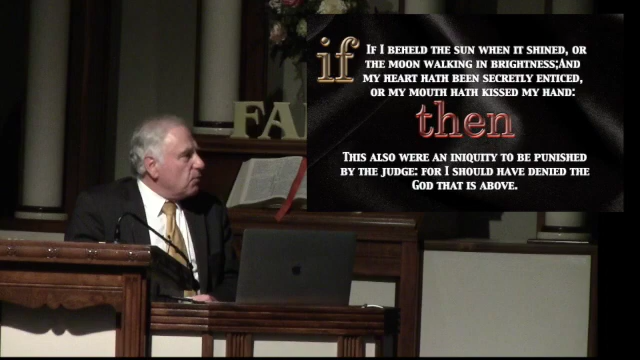 if
IF I BEHELD THE SUN WHEN IT SHINED, OR
THE MOON WALKING IN BRIGHTNESS;AND
MY HEART HATH BEEN SECRETLY ENTICED,
OR MY MOUTH HATH KISSED MY HAND:
then
THIS ALSO WERE AN INIQUITY TO BE PUNISHED
BY THE JUDGE: FOR I SHOULD HAVE DENIED THE
GOD THAT IS ABOVE.